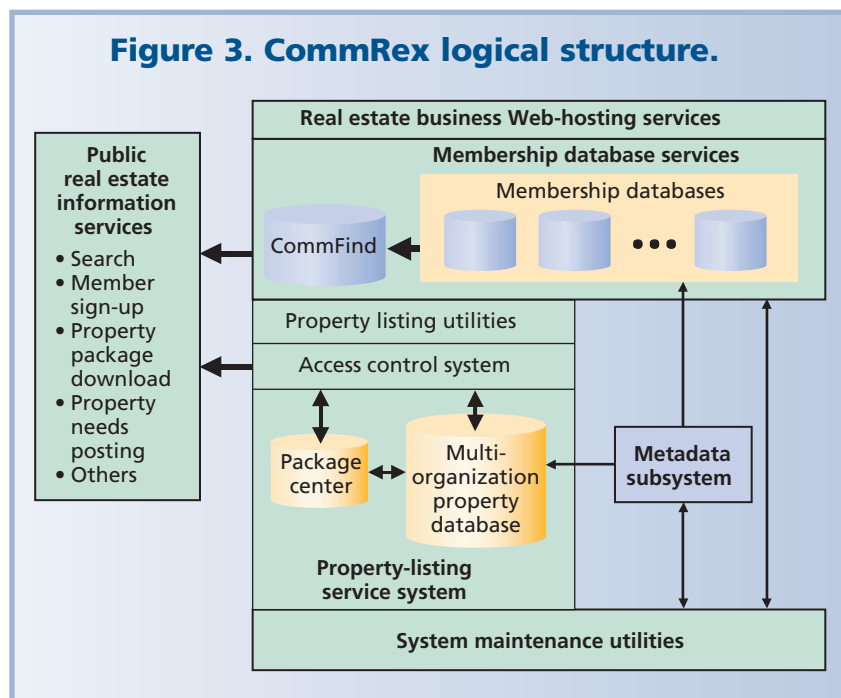 Figure 3. CommRex logical structure.
Real estate business Web-hosting services
Public
real estate
information
services
• Search
• Member
sign-up
• Property
package
download
• Property
needs
posting
• Others
Membership database services
Membership databases
CommFind
Property listing utilities
Access control system
Package
center
Multi-
organization
property
database
Metadata
subsystem
Property-listing
service system
System maintenance utilities